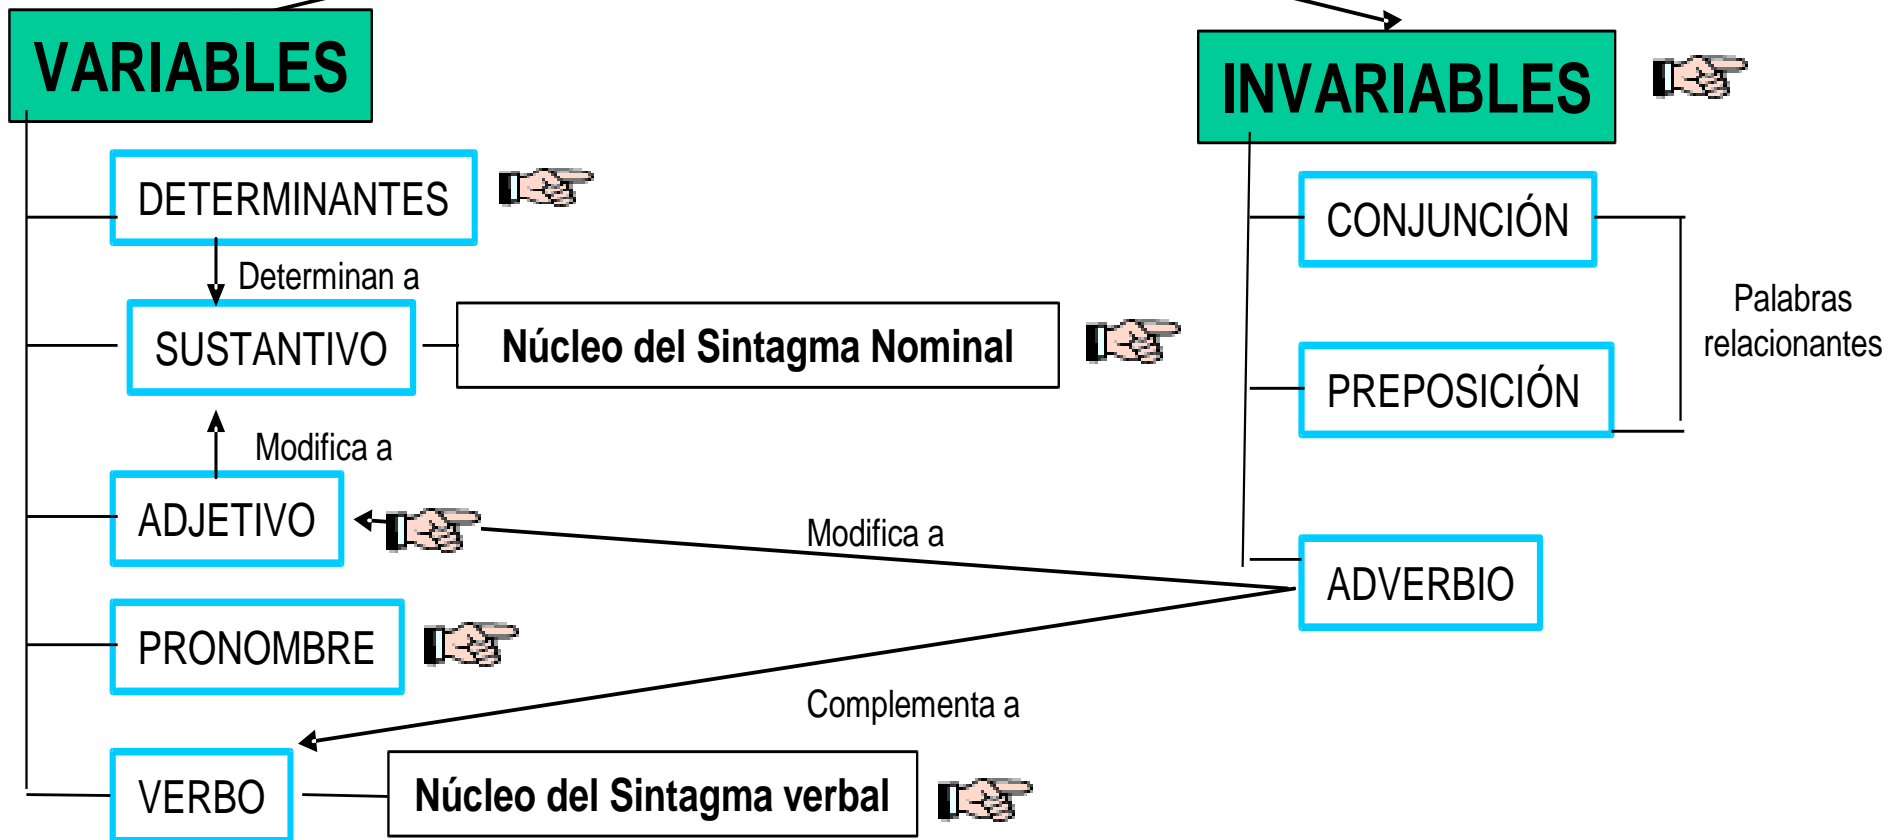 VARIABLES
DETERMINANTES
Determinan a
SUSTANTIVO
Núcleo del Sintagma Nominal
Modifica a
ADJETIVO
PRONOMBRE
VERBO
Núcleo del Sintagma verbal
Modifica a
Complementa a
INVARIABLES
CONJUNCIÓN
PREPOSICIÓN
Palabras
relacionantes
ADVERBIO